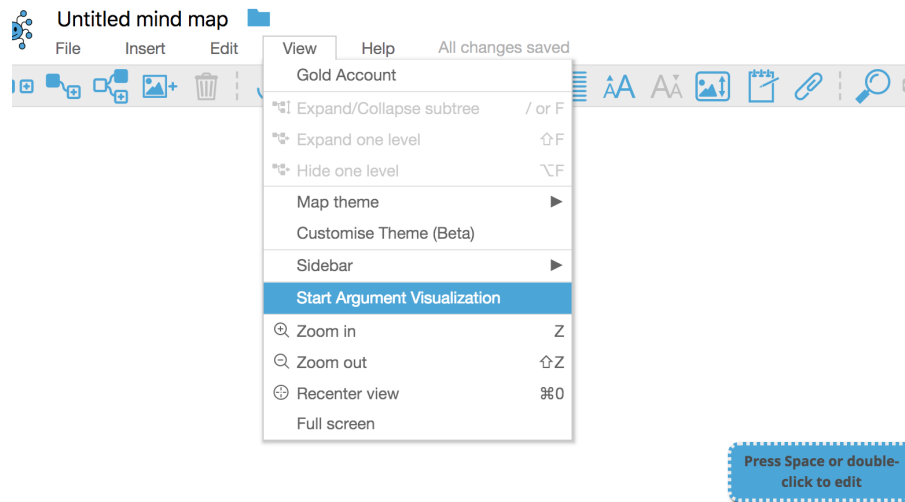 Untitled mind map
File Insert Edit View Help All changes saved
Gold Account
Expand/Collapse subtree / or F
Expand one level ⇧F
Hide one level ⌥F
Map theme ▶
Customise Theme (Beta)
Sidebar ▶
Start Argument Visualization
Zoom in Z
Zoom out ⇧Z
Recenter view ⌘0
Full screen
Press Space or double-
click to edit